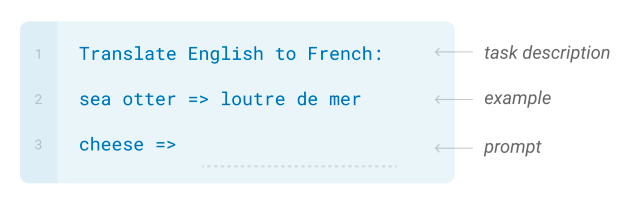 1 Translate English to French: task description
2 sea otter => loutre de mer example
3 cheese => prompt